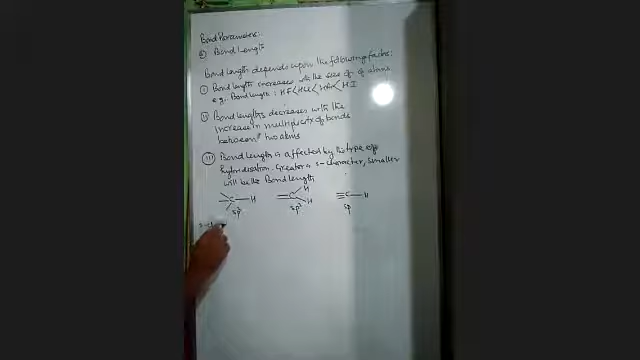 Bond Parameters:
Bond Length
Bond length depends upon the following factors:
(I) Bond length increases with the size of atoms.
e.g. Bond length: HF<HCl<HBr<HI
(II) Bond lengths decreases with the
increase in multiplicity of bonds
between two atoms
(III) Bond length is affected by the type of
hybridisation. Greater is s-character, smaller
will be the Bond length
C-H =C H H ≡C-H
sp³ sp² sp